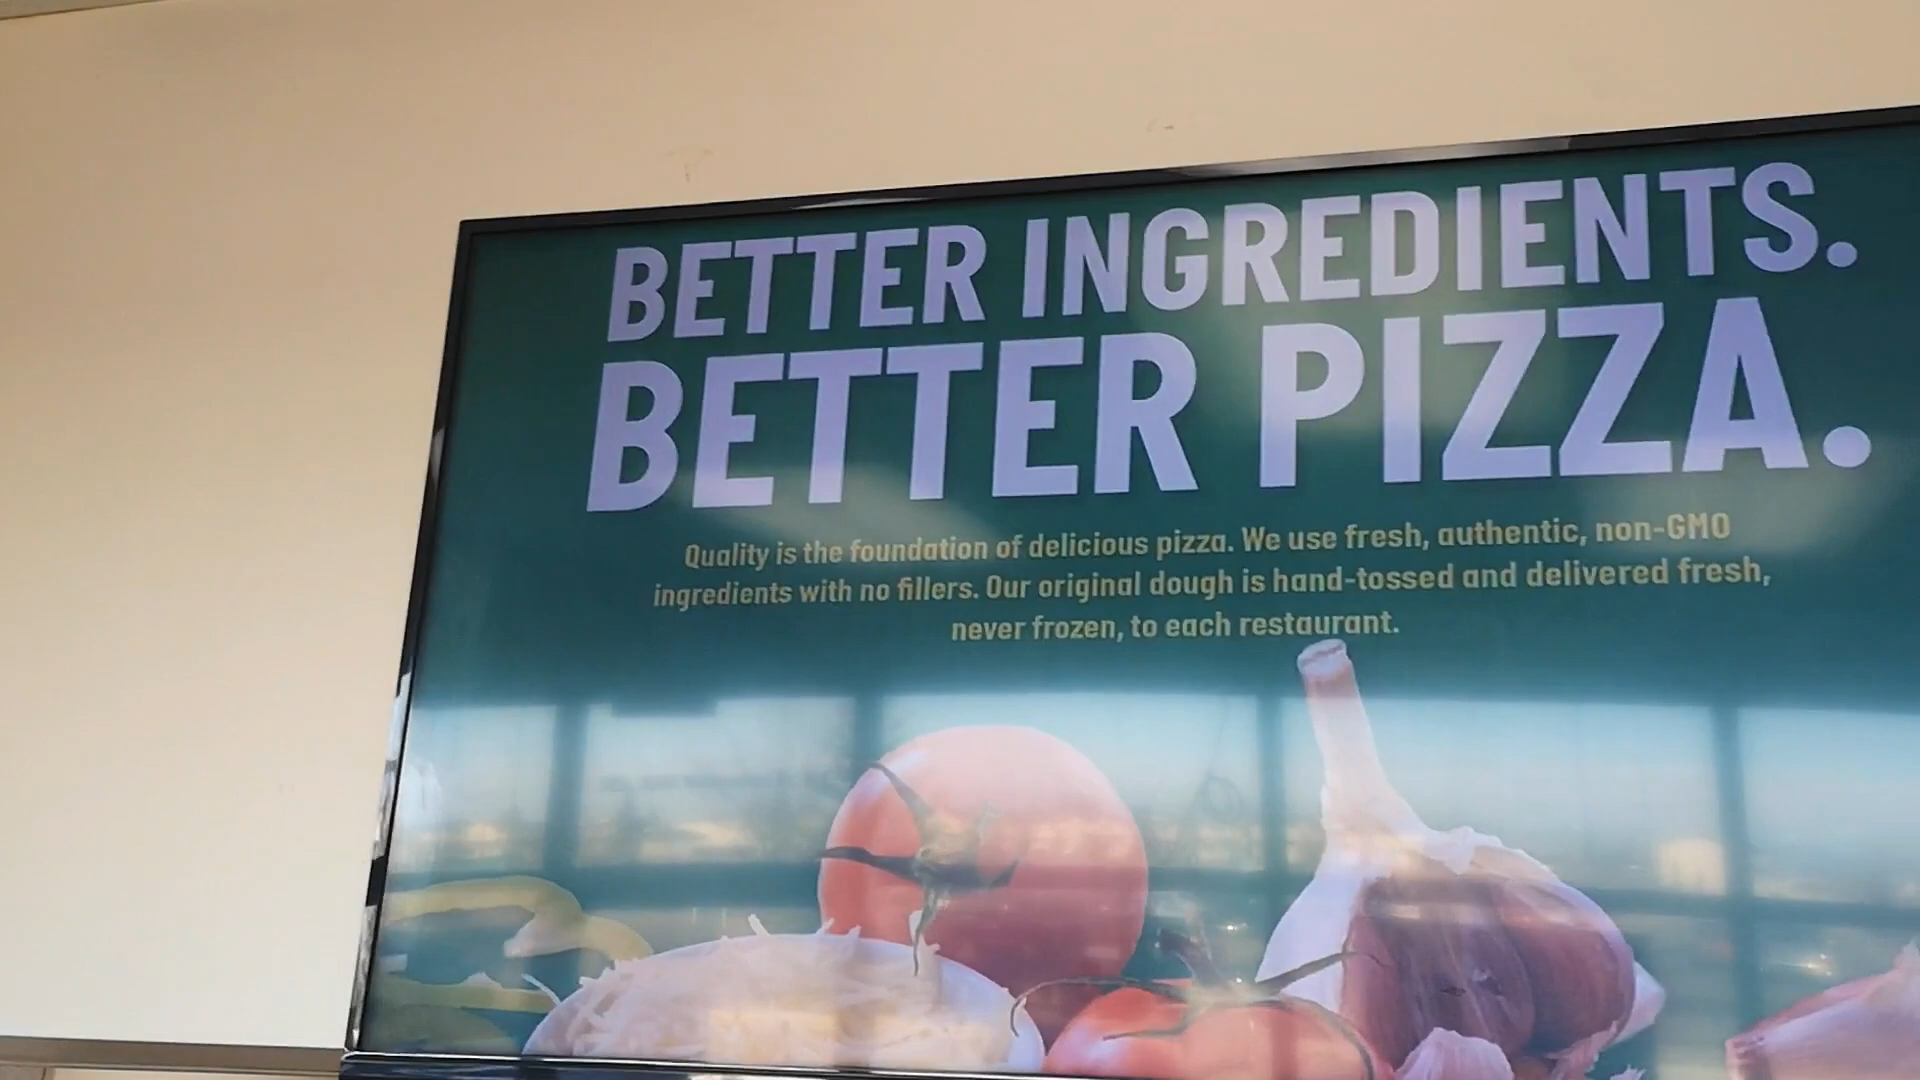 BETTER INGREDIENTS.
BETTER PIZZA.
Quality is the foundation of delicious pizza. We use fresh, authentic, non-GMO
ingredients with no fillers. Our original dough is hand-tossed and delivered fresh,
never frozen, to each restaurant.